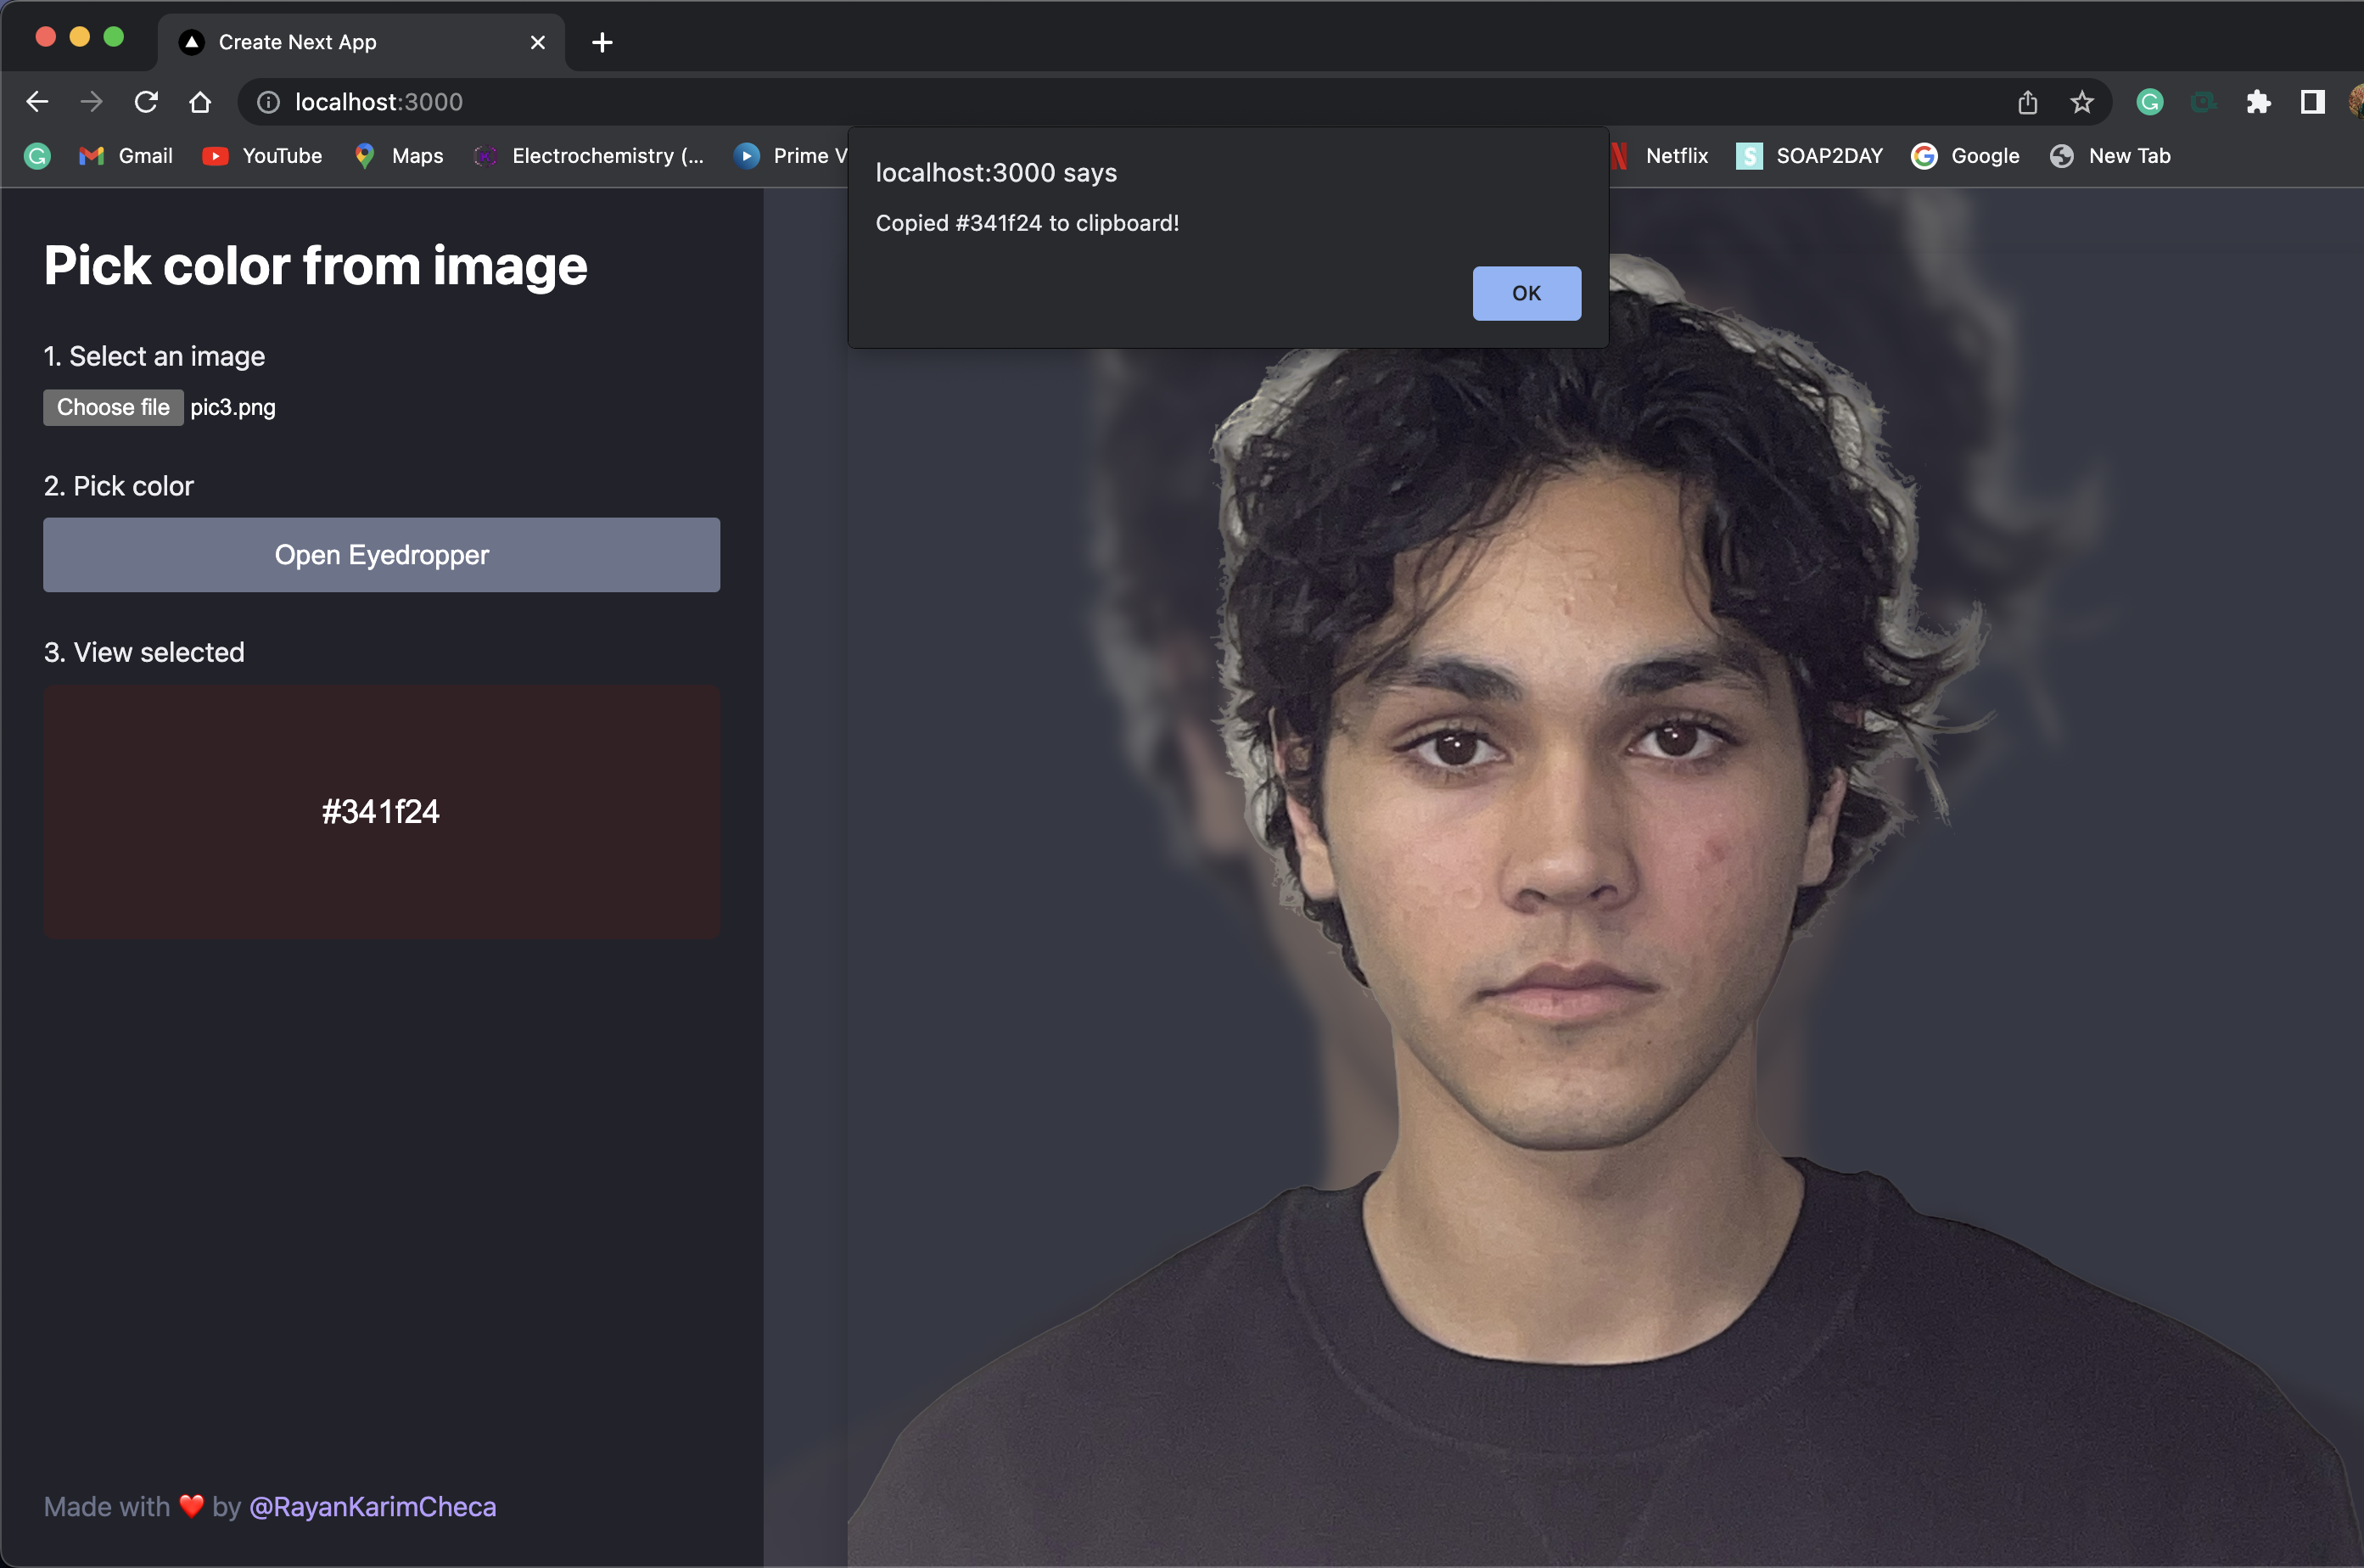 Create Next App
localhost:3000
Gmail YouTube Maps Electrochemistry (... Prime V Netflix SOAP2DAY Google New Tab
localhost:3000 says
Copied #341f24 to clipboard!
OK
Pick color from image
1. Select an image
Choose file pic3.png
2. Pick color
Open Eyedropper
3. View selected
#341f24
Made with ❤️ by @RayanKarimCheca